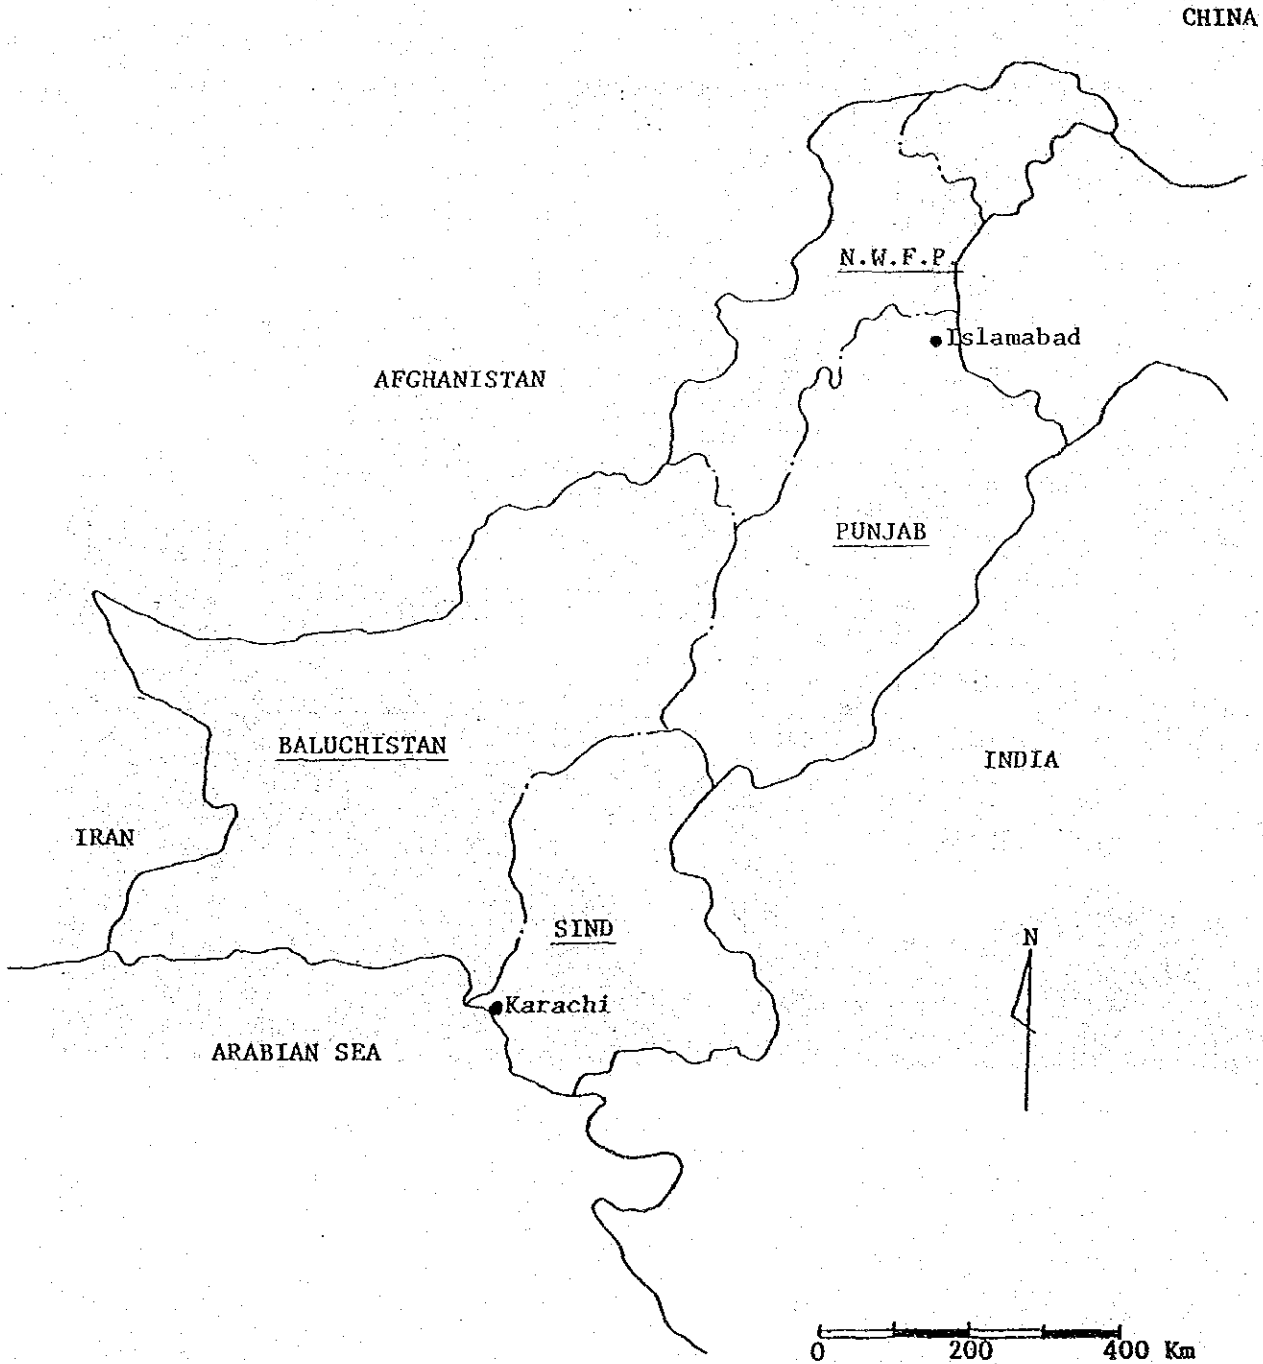 CHINA
N.W.F.P.
Islamabad
AFGHANISTAN
PUNJAB
BALUCHISTAN
INDIA
IRAN
SIND
N
Karachi
ARABIAN SEA
0 200 400 Km